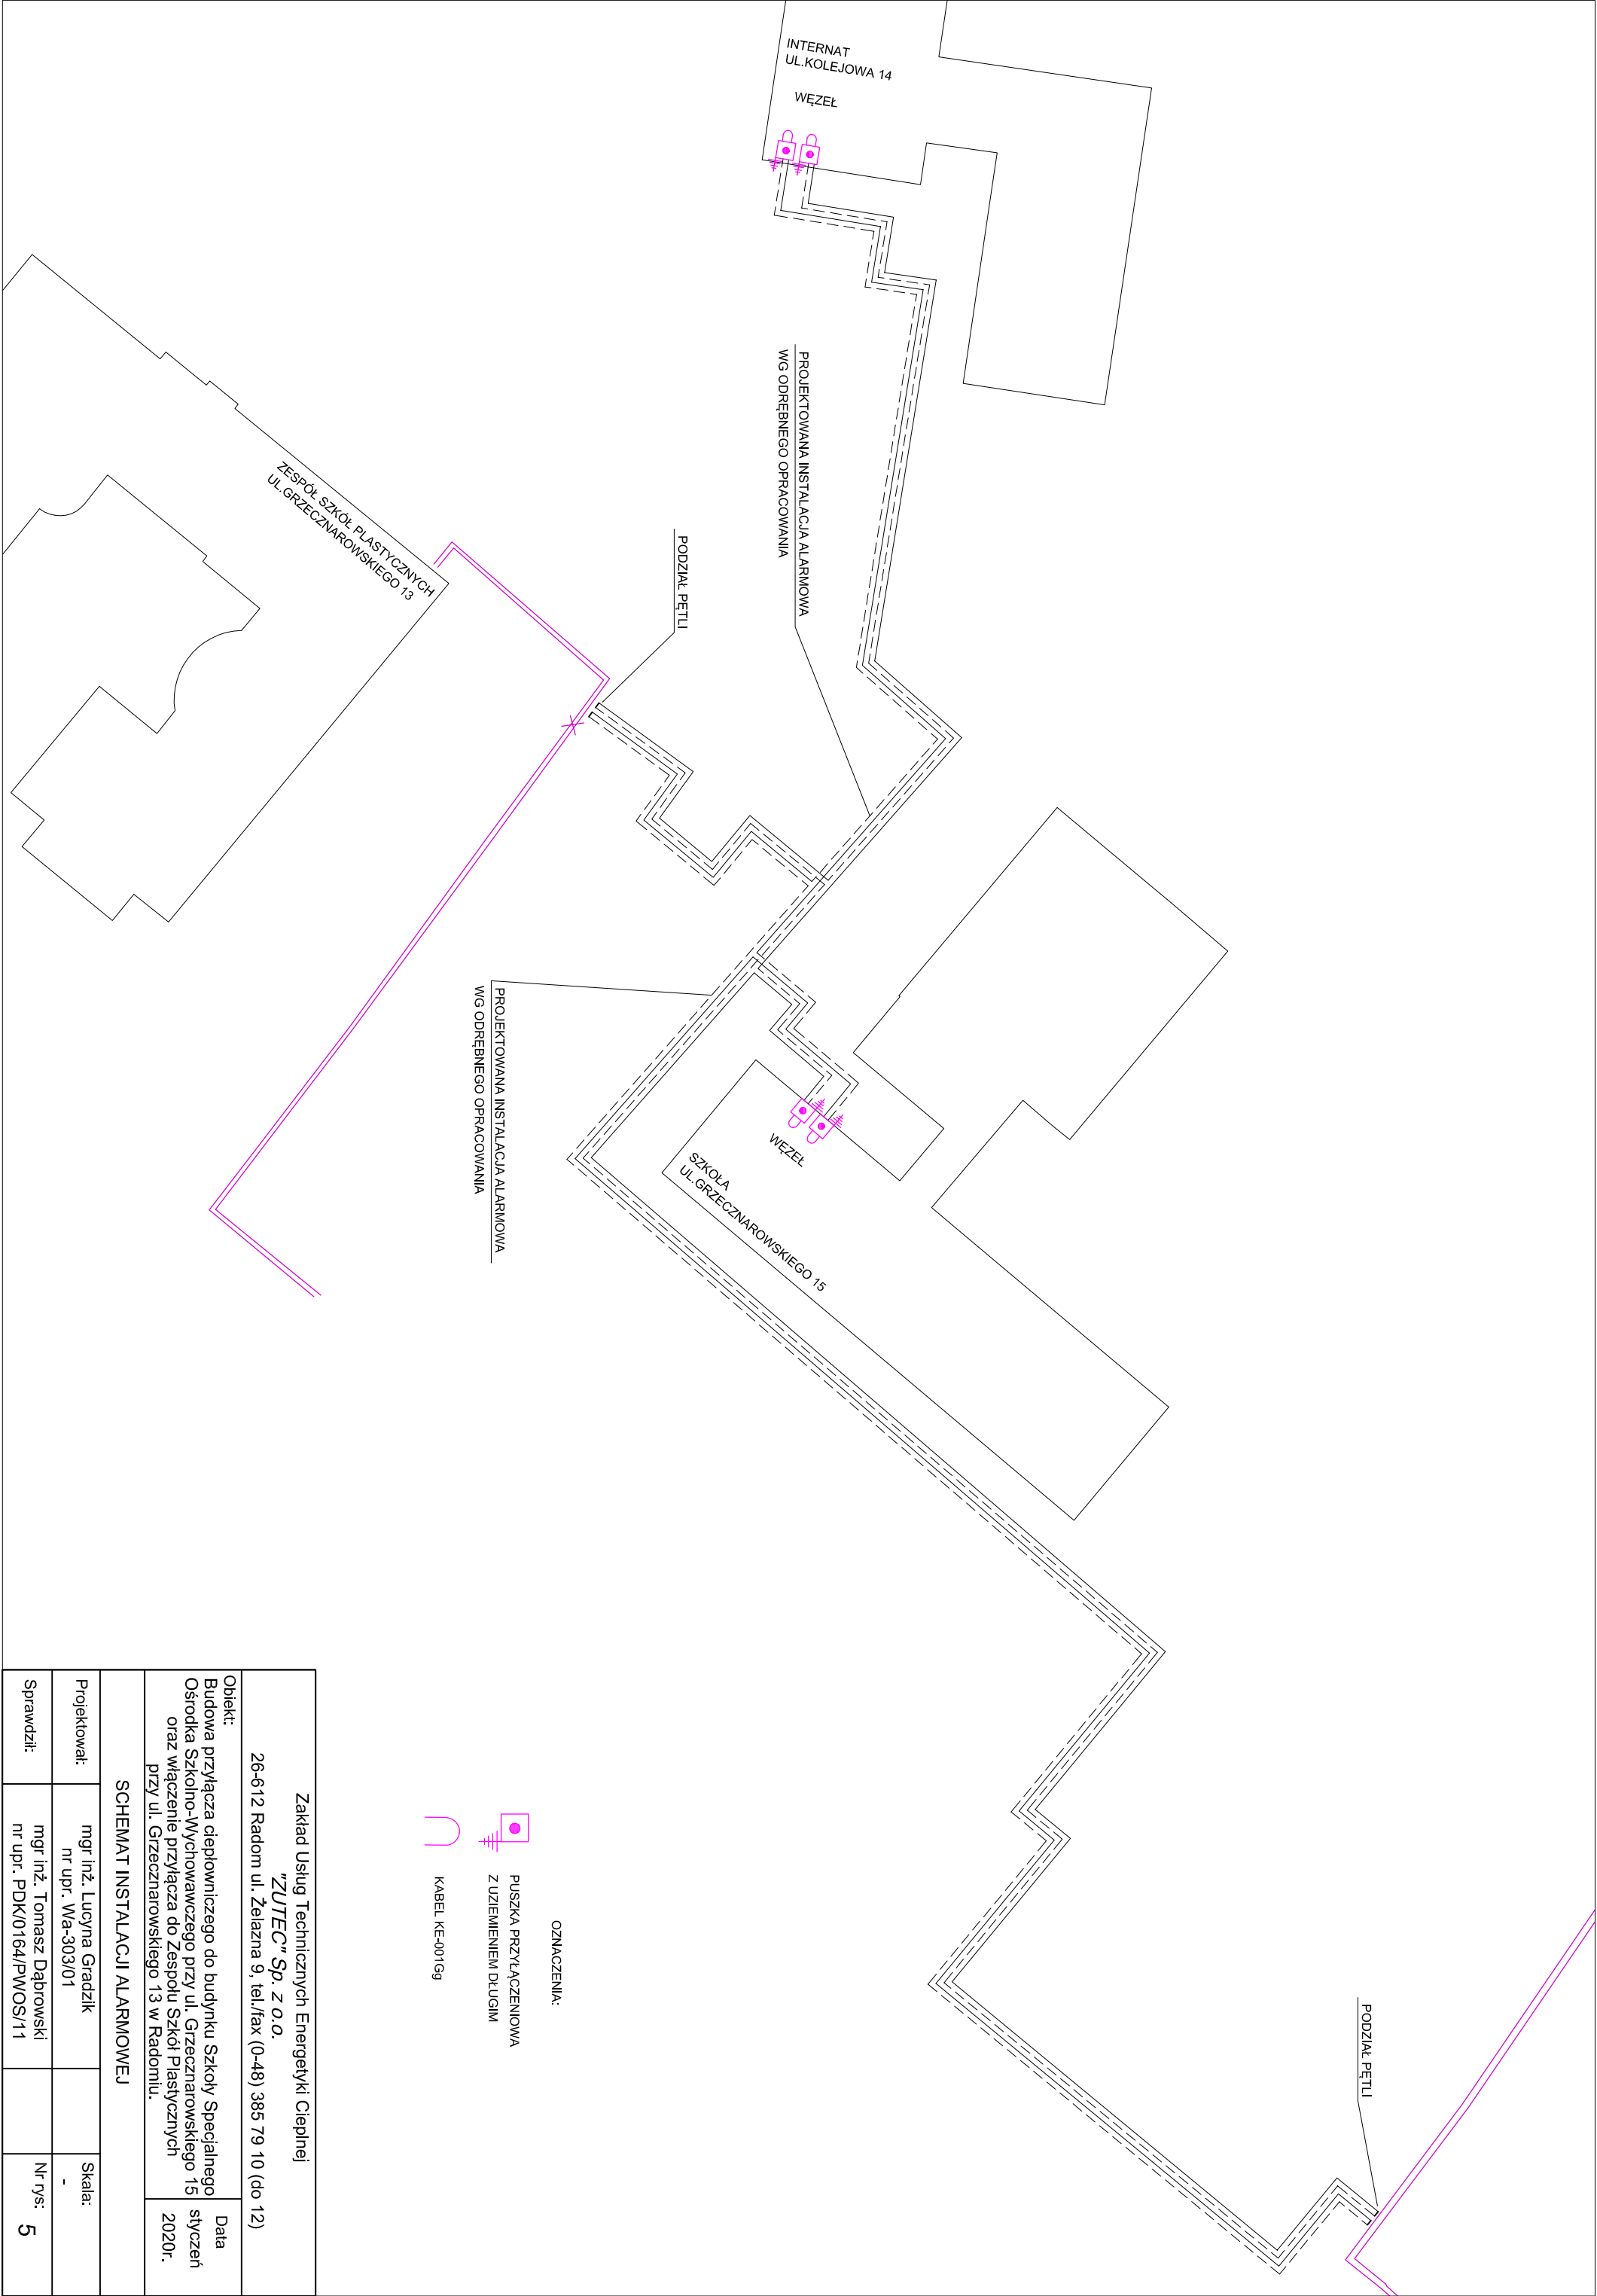 INTERNAT
UL.KOLEJOWA 14
WĘZEŁ
PROJEKTOWANA INSTALACJA ALARMOWA
WG ODRĘBNEGO OPRACOWANIA
ZESPÓŁ SZKÓŁ PLASTYCZNYCH
UL.GRZECZNAROWSKIEGO 13
PODZIAŁ PĘTLI
PROJEKTOWANA INSTALACJA ALARMOWA
WG ODRĘBNEGO OPRACOWANIA
WĘZEŁ
SZKOŁA
UL.GRZECZNAROWSKIEGO 15
PODZIAŁ PĘTLI
OZNACZENIA:
PUSZKA PRZYŁĄCZENIOWA
Z UZIEMIENIEM DŁUGIM
KABEL KE-001Gg
Zakład Usług Technicznych Energetyki Cieplnej
"ZUTEC" Sp. z o.o.
26-612 Radom ul. Żelazna 9, tel./fax (0-48) 385 79 10 (do 12)
Obiekt:
Budowa przyłącza ciepłowniczego do budynku Szkoły Specjalnego
Ośrodka Szkolno-Wychowawczego przy ul. Grzecznarowskiego 15
oraz włączenie przyłącza do Zespołu Szkół Plastycznych
przy ul. Grzecznarowskiego 13 w Radomiu.
Data
styczeń
2020r.
SCHEMAT INSTALACJI ALARMOWEJ
Projektował:
mgr inż. Lucyna Gradzik
nr upr. Wa-303/01
Skala:
-
Sprawdził:
mgr inż. Tomasz Dąbrowski
nr upr. PDK/0164/PWOS/11
Nr rys: 5